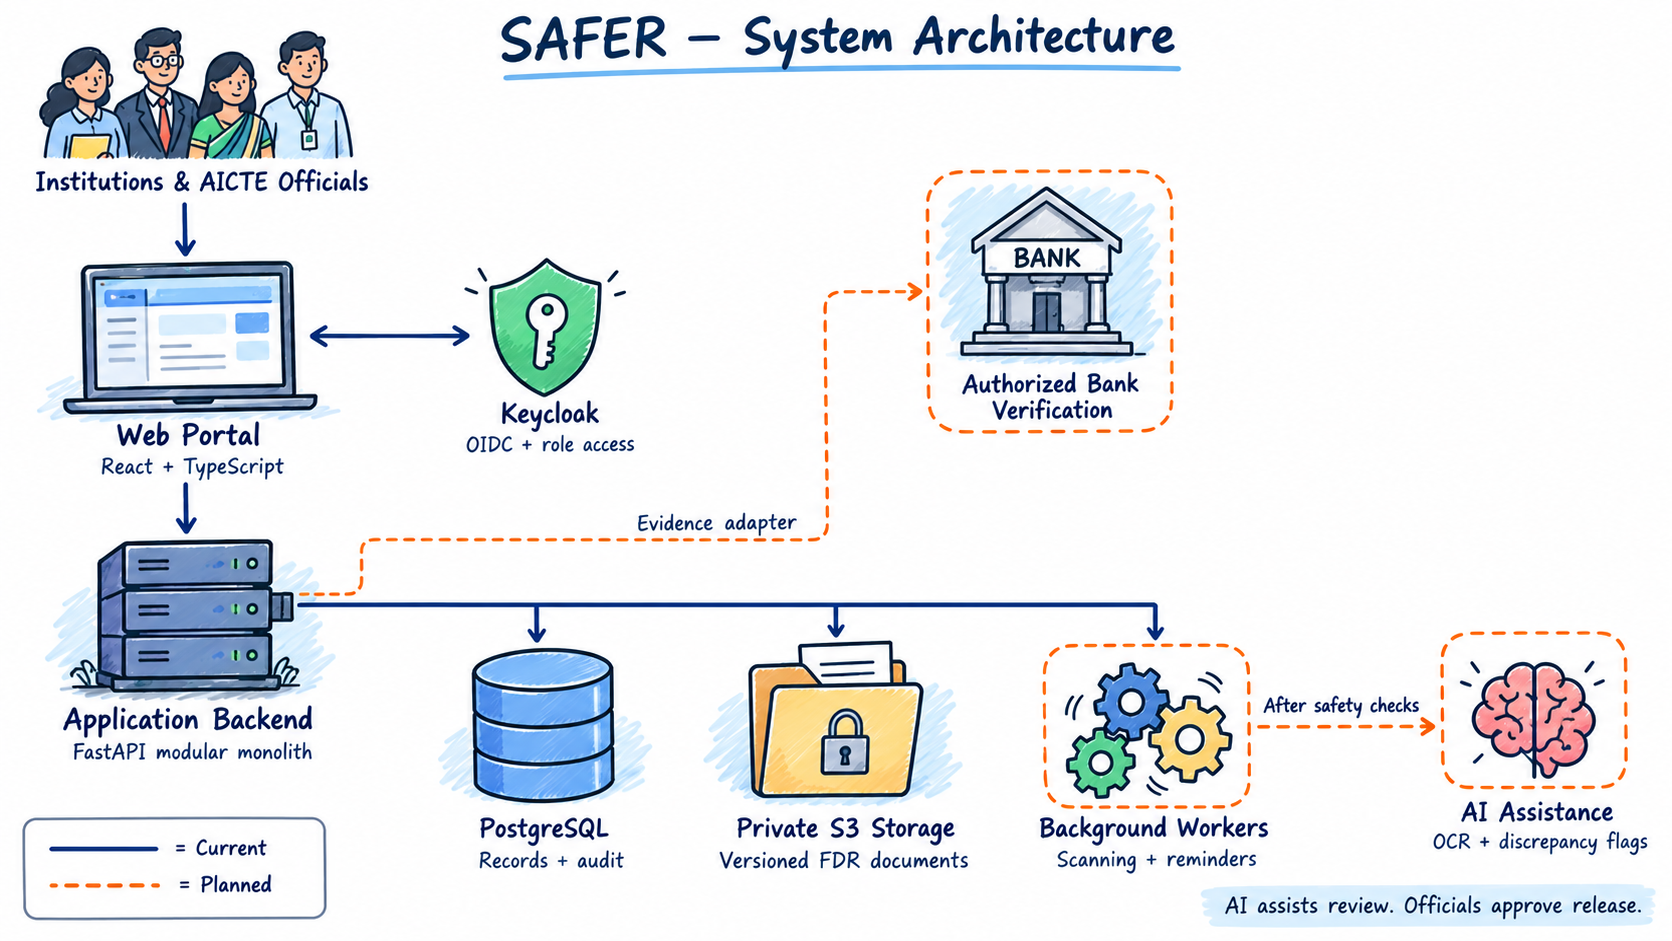 SAFER – System Architecture
Institutions & AICTE Officials
BANK
Authorized Bank
Verification
Keycloak
OIDC + role access
Web Portal
React + TypeScript
Evidence adapter
Application Backend
FastAPI modular monolith
After safety checks
PostgreSQL
Records + audit
Private S3 Storage
Versioned FDR documents
Background Workers
Scanning + reminders
AI Assistance
OCR + discrepancy flags
= Current
= Planned
AI assists review. Officials approve release.